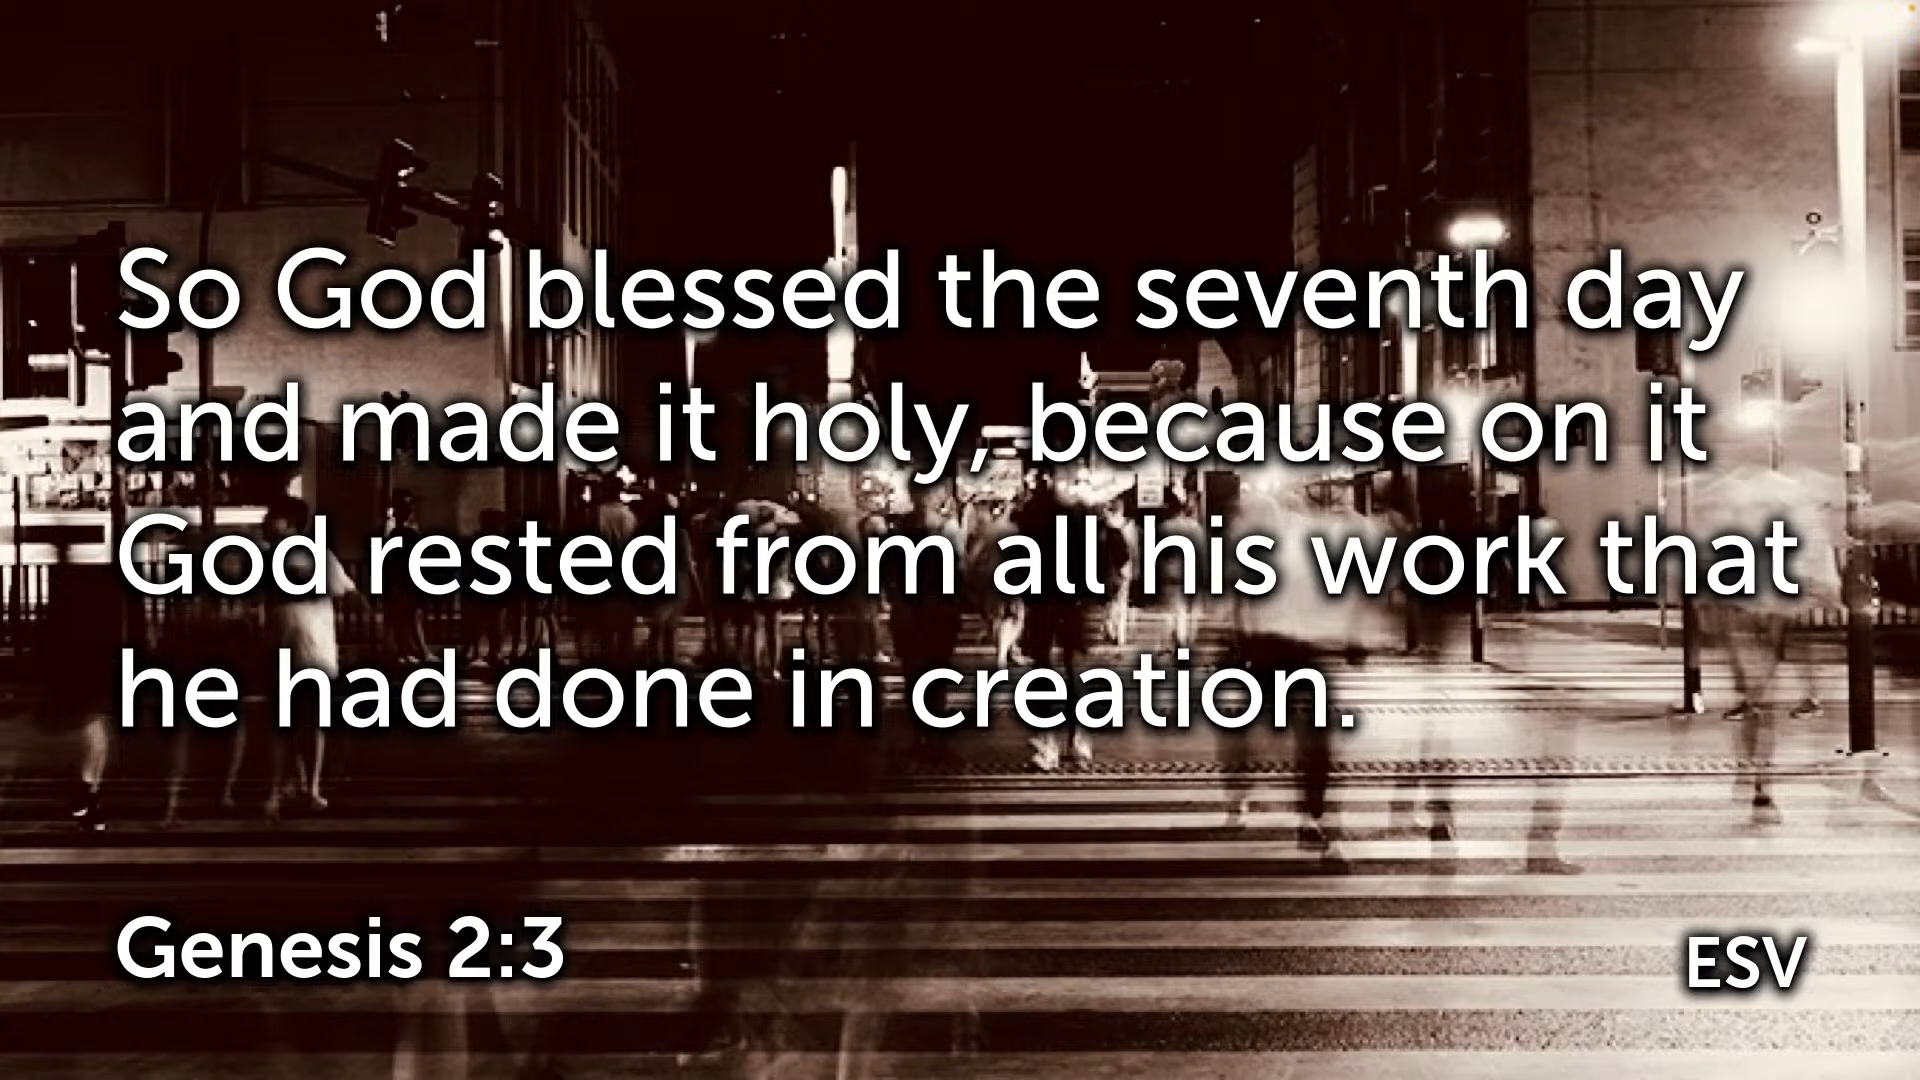 So God blessed the seventh day
and made it holy, because on it
God rested from all his work that
he had done in creation.
Genesis 2:3
ESV